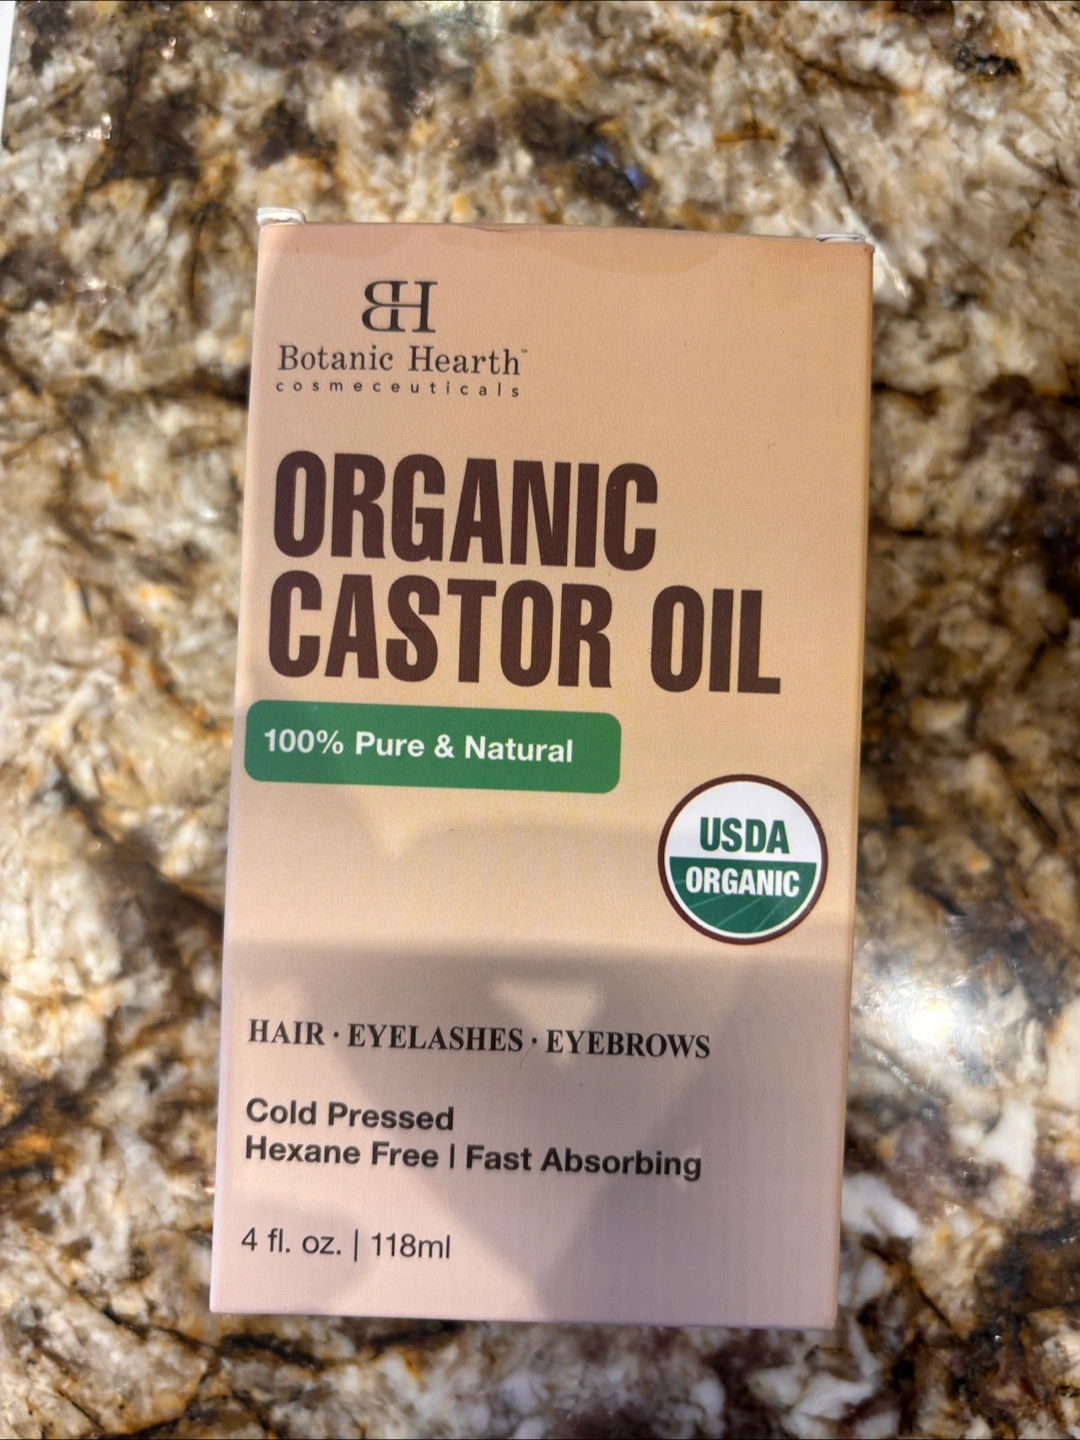 BH
Botanic Hearth™
cosmeceuticals
ORGANIC
CASTOR OIL
100% Pure & Natural
USDA
ORGANIC
HAIR · EYELASHES · EYEBROWS
Cold Pressed
Hexane Free | Fast Absorbing
4 fl. oz. | 118ml